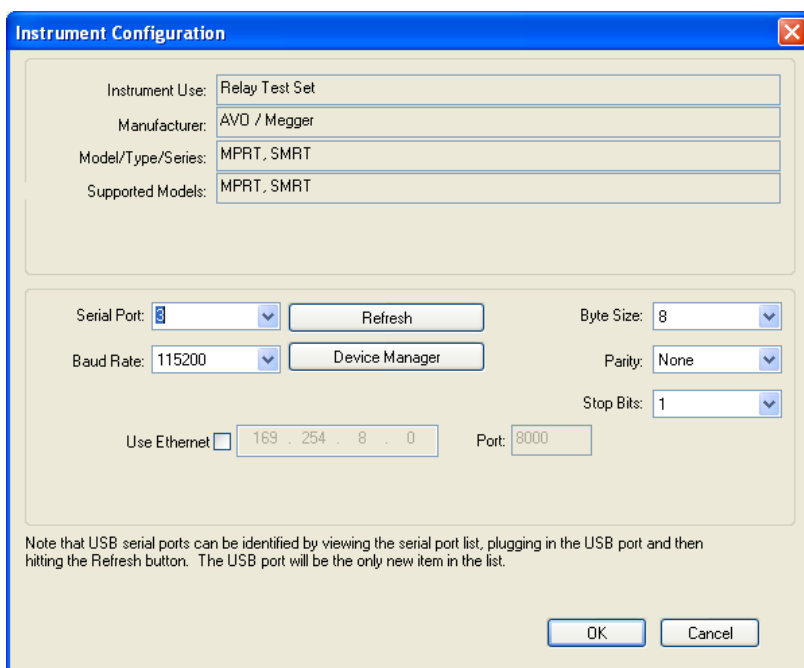 Instrument Configuration
Instrument Use: Relay Test Set
Manufacturer: AVO / Megger
Model/Type/Series: MPRT, SMRT
Supported Models: MPRT, SMRT
Serial Port: 3 Refresh Byte Size: 8
Baud Rate: 115200 Device Manager Parity: None
Stop Bits: 1
Use Ethernet 169 . 254 . 8 . 0 Port: 8000
Note that USB serial ports can be identified by viewing the serial port list, plugging in the USB port and then
hitting the Refresh button. The USB port will be the only new item in the list.
OK Cancel